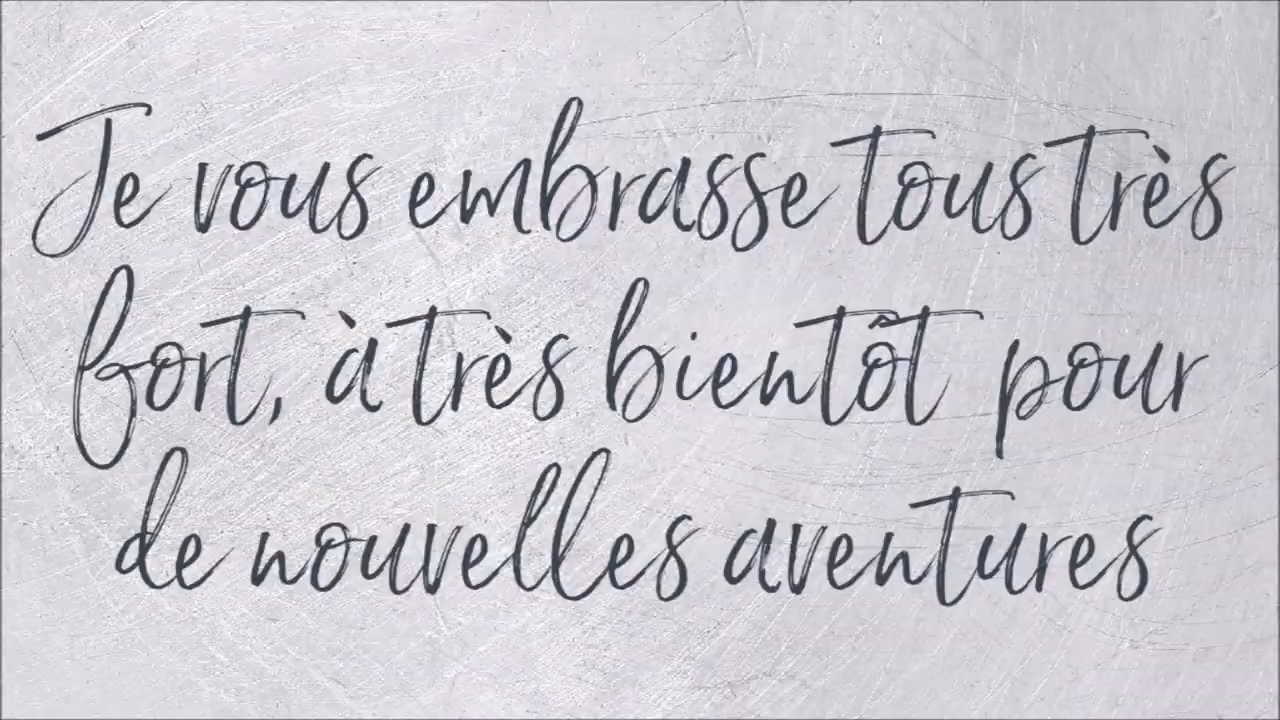 Je vous embrasse tous très
fort, à très bientôt pour
de nouvelles aventures